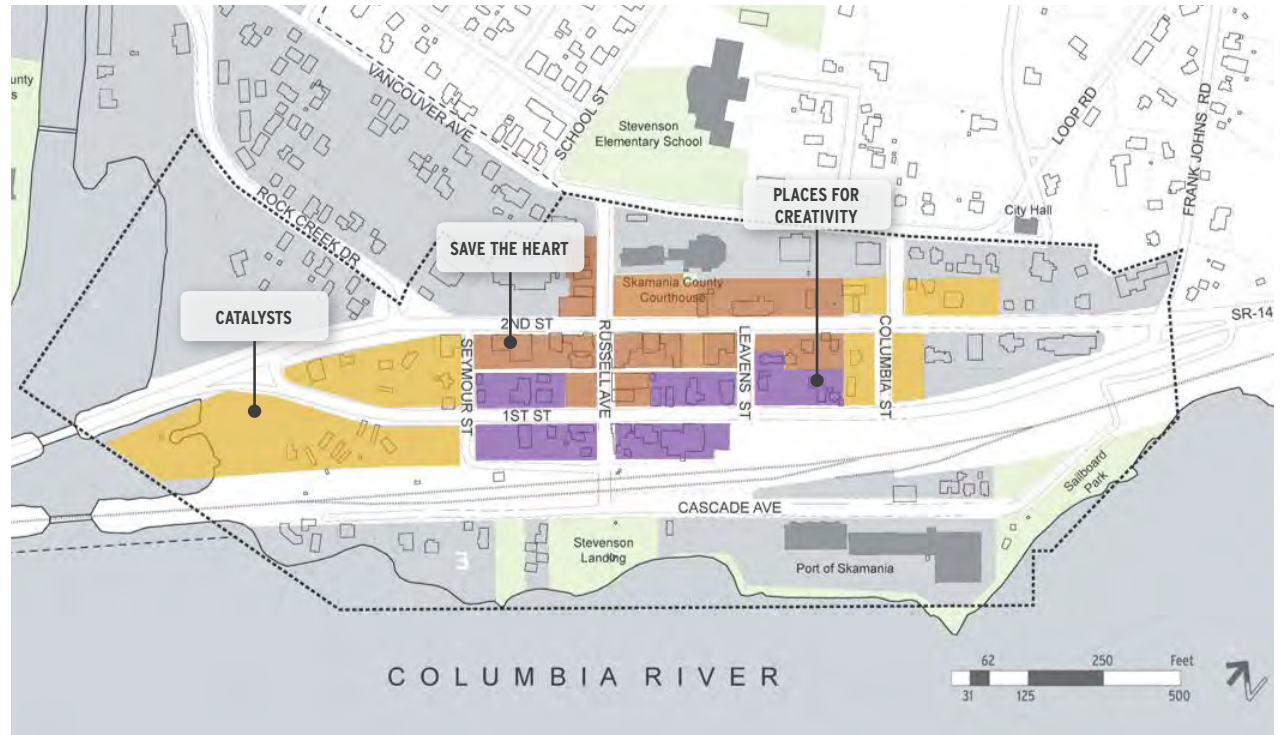 VANCOUVER AVE
SCHOOL ST
Stevenson
Elementary School
LOOP RD
FRANK JOHNS RD
ROCK CREEK DR
PLACES FOR
CREATIVITY
City Hall
SAVE THE HEART
Skamania County
Courthouse
CATALYSTS
2ND ST
SR-14
SEYMOUR ST
RUSSELL AVE
LEAVENS ST
COLUMBIA ST
1ST ST
Sailboard
Park
CASCADE AVE
Stevenson
Landing
Port of Skamania
COLUMBIA RIVER
62 250 Feet
31 125 500